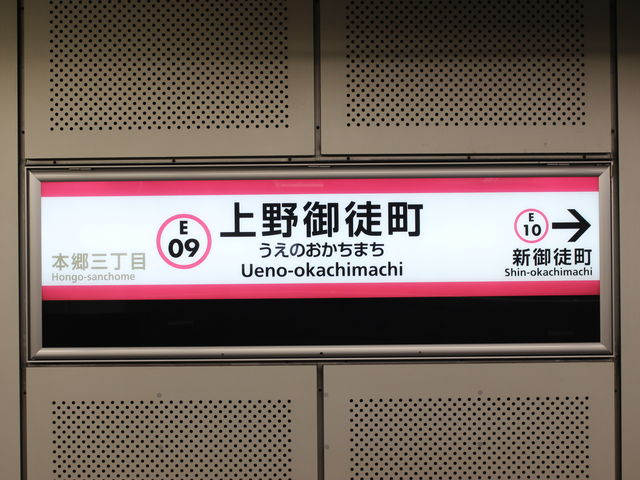 本郷三丁目
Hongo-sanchome
E
09
上野御徒町
うえのおかちまち
Ueno-okachimachi
E
10
新御徒町
Shin-okachimachi